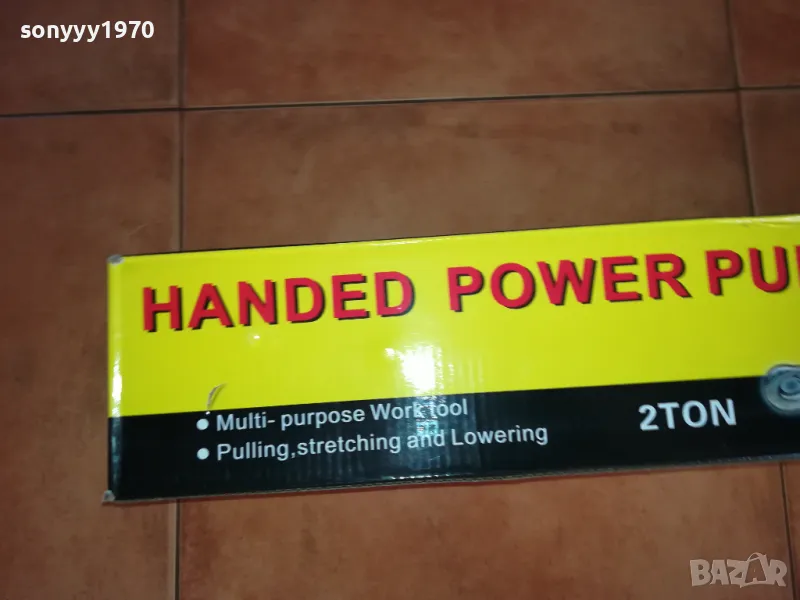 sonyyy1970
HANDED POWER PU
• Multi- purpose Work tool
• Pulling,stretching and Lowering
2TON
BAZAR